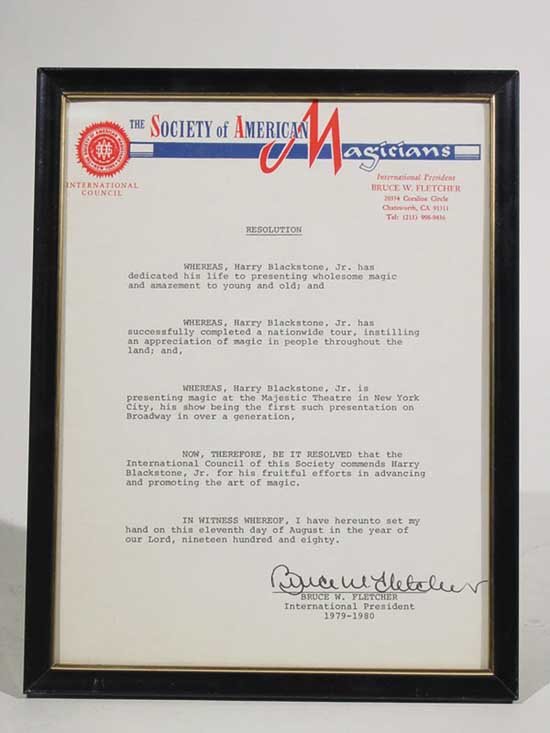 THE SOCIETY of AMERICAN Magicians
INTERNATIONAL
COUNCIL
International President
BRUCE W. FLETCHER
Chatsworth, CA 91311
RESOLUTION
WHEREAS, Harry Blackstone, Jr. has
dedicated his life to presenting wholesome magic
and amazement to young and old; and
WHEREAS, Harry Blackstone, Jr. has
successfully completed a nationwide tour, instilling
an appreciation of magic in people throughout the
land; and,
WHEREAS, Harry Blackstone, Jr. is
presenting magic at the Majestic Theatre in New York
City, his show being the first such presentation on
Broadway in over a generation,
NOW, THEREFORE, BE IT RESOLVED that the
International Council of this Society commends Harry
Blackstone, Jr. for his fruitful efforts in advancing
and promoting the art of magic.
IN WITNESS WHEREOF, I have hereunto set my
hand on this eleventh day of August in the year of
our Lord, nineteen hundred and eighty.
Bruce W. Fletcher
BRUCE W. FLETCHER
International President
1979-1980